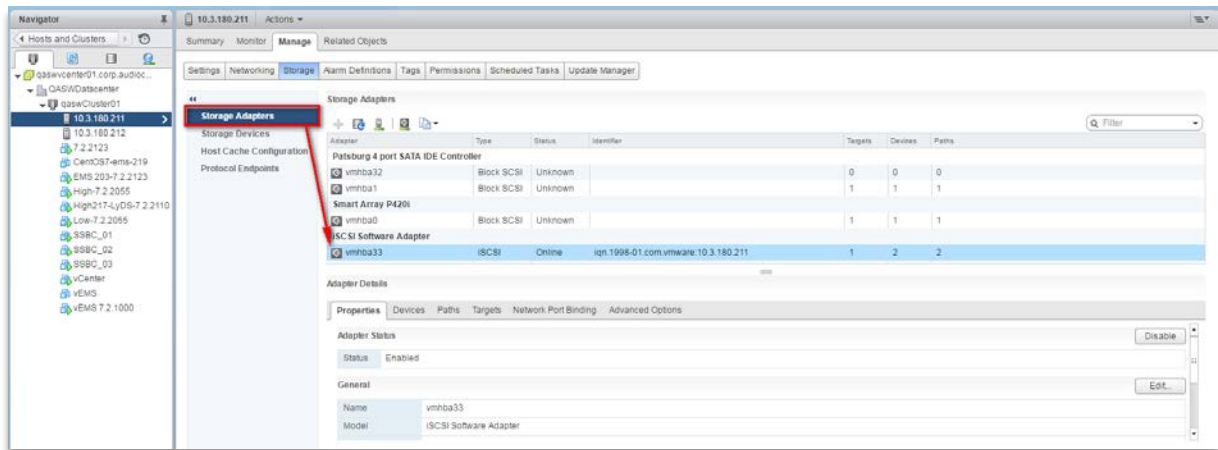 Navigator
10.3.180.211 Actions
Hosts and Clusters
Summary Monitor Manage Related Objects
Settings Networking Storage Alarm Definitions Tags Permissions Scheduled Tasks Update Manager
qaswvcenter01.corp.audioc...
QASWDatacenter
qaswCluster01
10.3.180.211
10.3.180.212
7.2.2123
CentOS7-ems-219
EMS 203-7.2.2123
High-7.2.2055
High217-LyDS-7.2.2110
Low-7.2.2055
SSBC_01
SSBC_02
SSBC_03
vCenter
vEMS
vEMS 7.2.1000
Storage Adapters
Storage Devices
Host Cache Configuration
Protocol Endpoints
Storage Adapters
Filter
Adapter Type Status Identifier Targets Devices Paths
Patsburg 4 port SATA IDE Controller
vmhba32 Block SCSI Unknown 0 0 0
vmhba1 Block SCSI Unknown 1 1 1
Smart Array P420i
vmhba0 Block SCSI Unknown 1 1 1
iSCSI Software Adapter
vmhba33 iSCSI Online iqn.1998-01.com.vmware:10.3.180.211 1 2 2
Adapter Details
Properties Devices Paths Targets Network Port Binding Advanced Options
Adapter Status
Disable
Status Enabled
General
Edit...
Name vmhba33
Model iSCSI Software Adapter